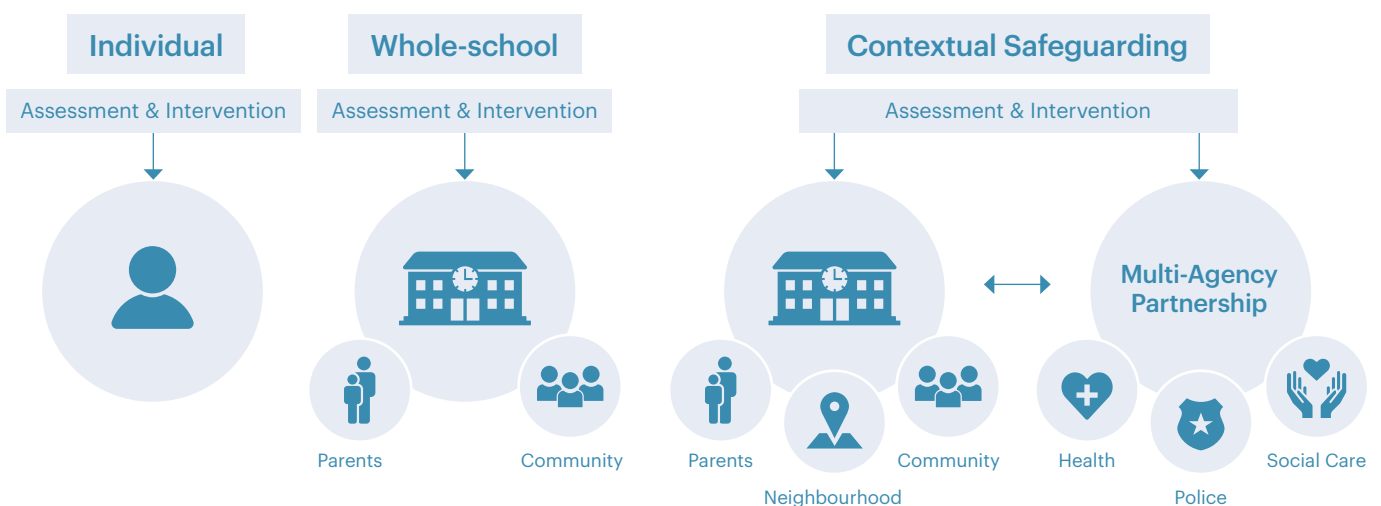 Individual
Whole-school
Contextual Safeguarding
Assessment & Intervention
Assessment & Intervention
Assessment & Intervention
Multi-Agency
Partnership
Parents
Community
Parents
Neighbourhood
Community
Health
Police
Social Care